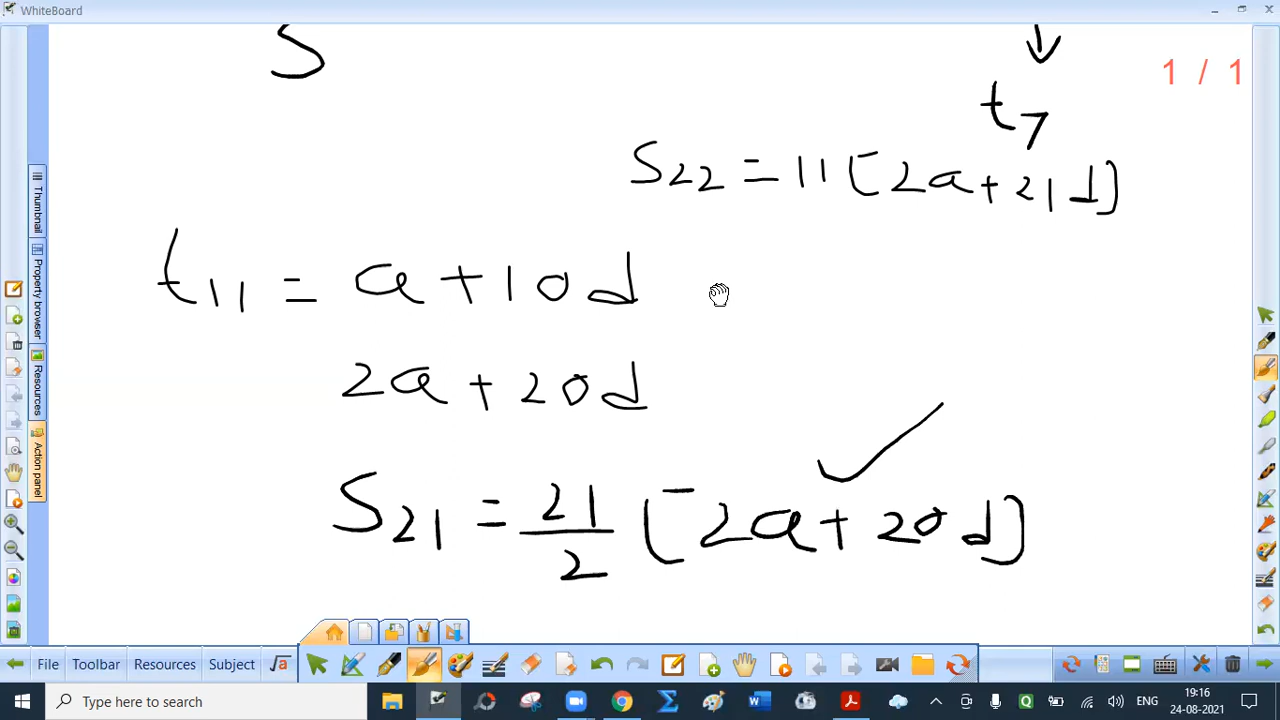 WhiteBoard
S
1 / 1
t7
S22 = 11 [2a+21d]
t11 = a+10d
2a+20d
S21 = 21/2 [2a+20d]
Thumbnail
Property browser
Resources
Action panel
File Toolbar Resources Subject √a
Type here to search
ENG
19:16
24-08-2021